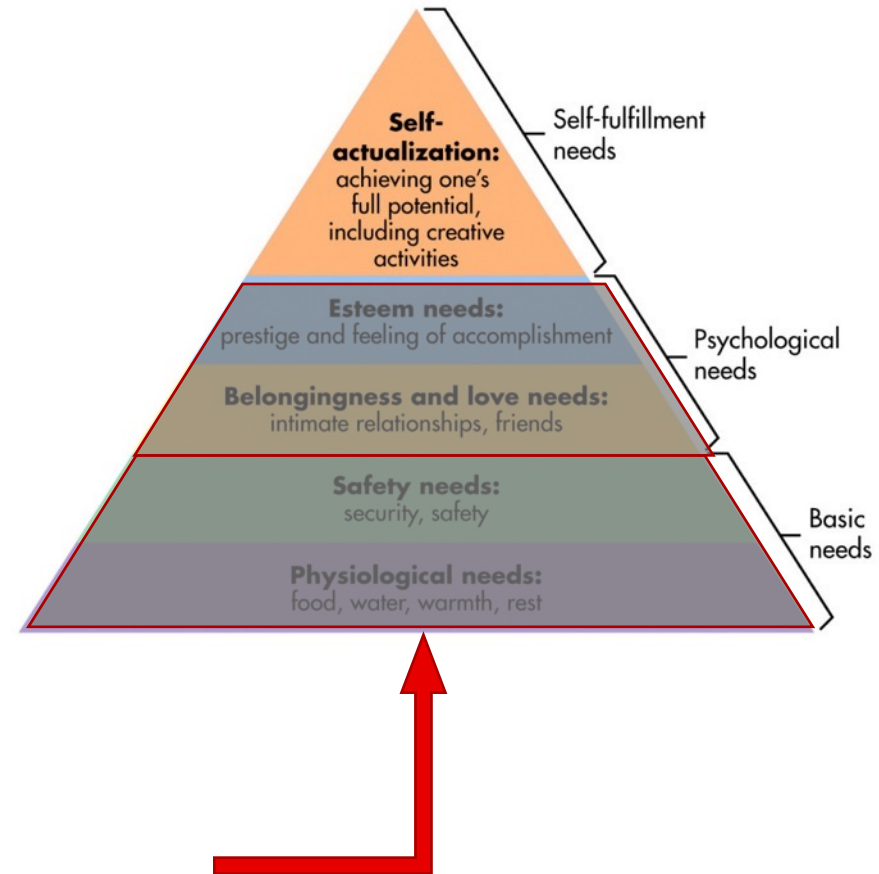 Self-
actualization:
achieving one's
full potential,
including creative
activities
Self-fulfillment
needs
Esteem needs:
prestige and feeling of accomplishment
Psychological
needs
Belongingness and love needs:
intimate relationships, friends
Safety needs:
security, safety
Basic
needs
Physiological needs:
food, water, warmth, rest